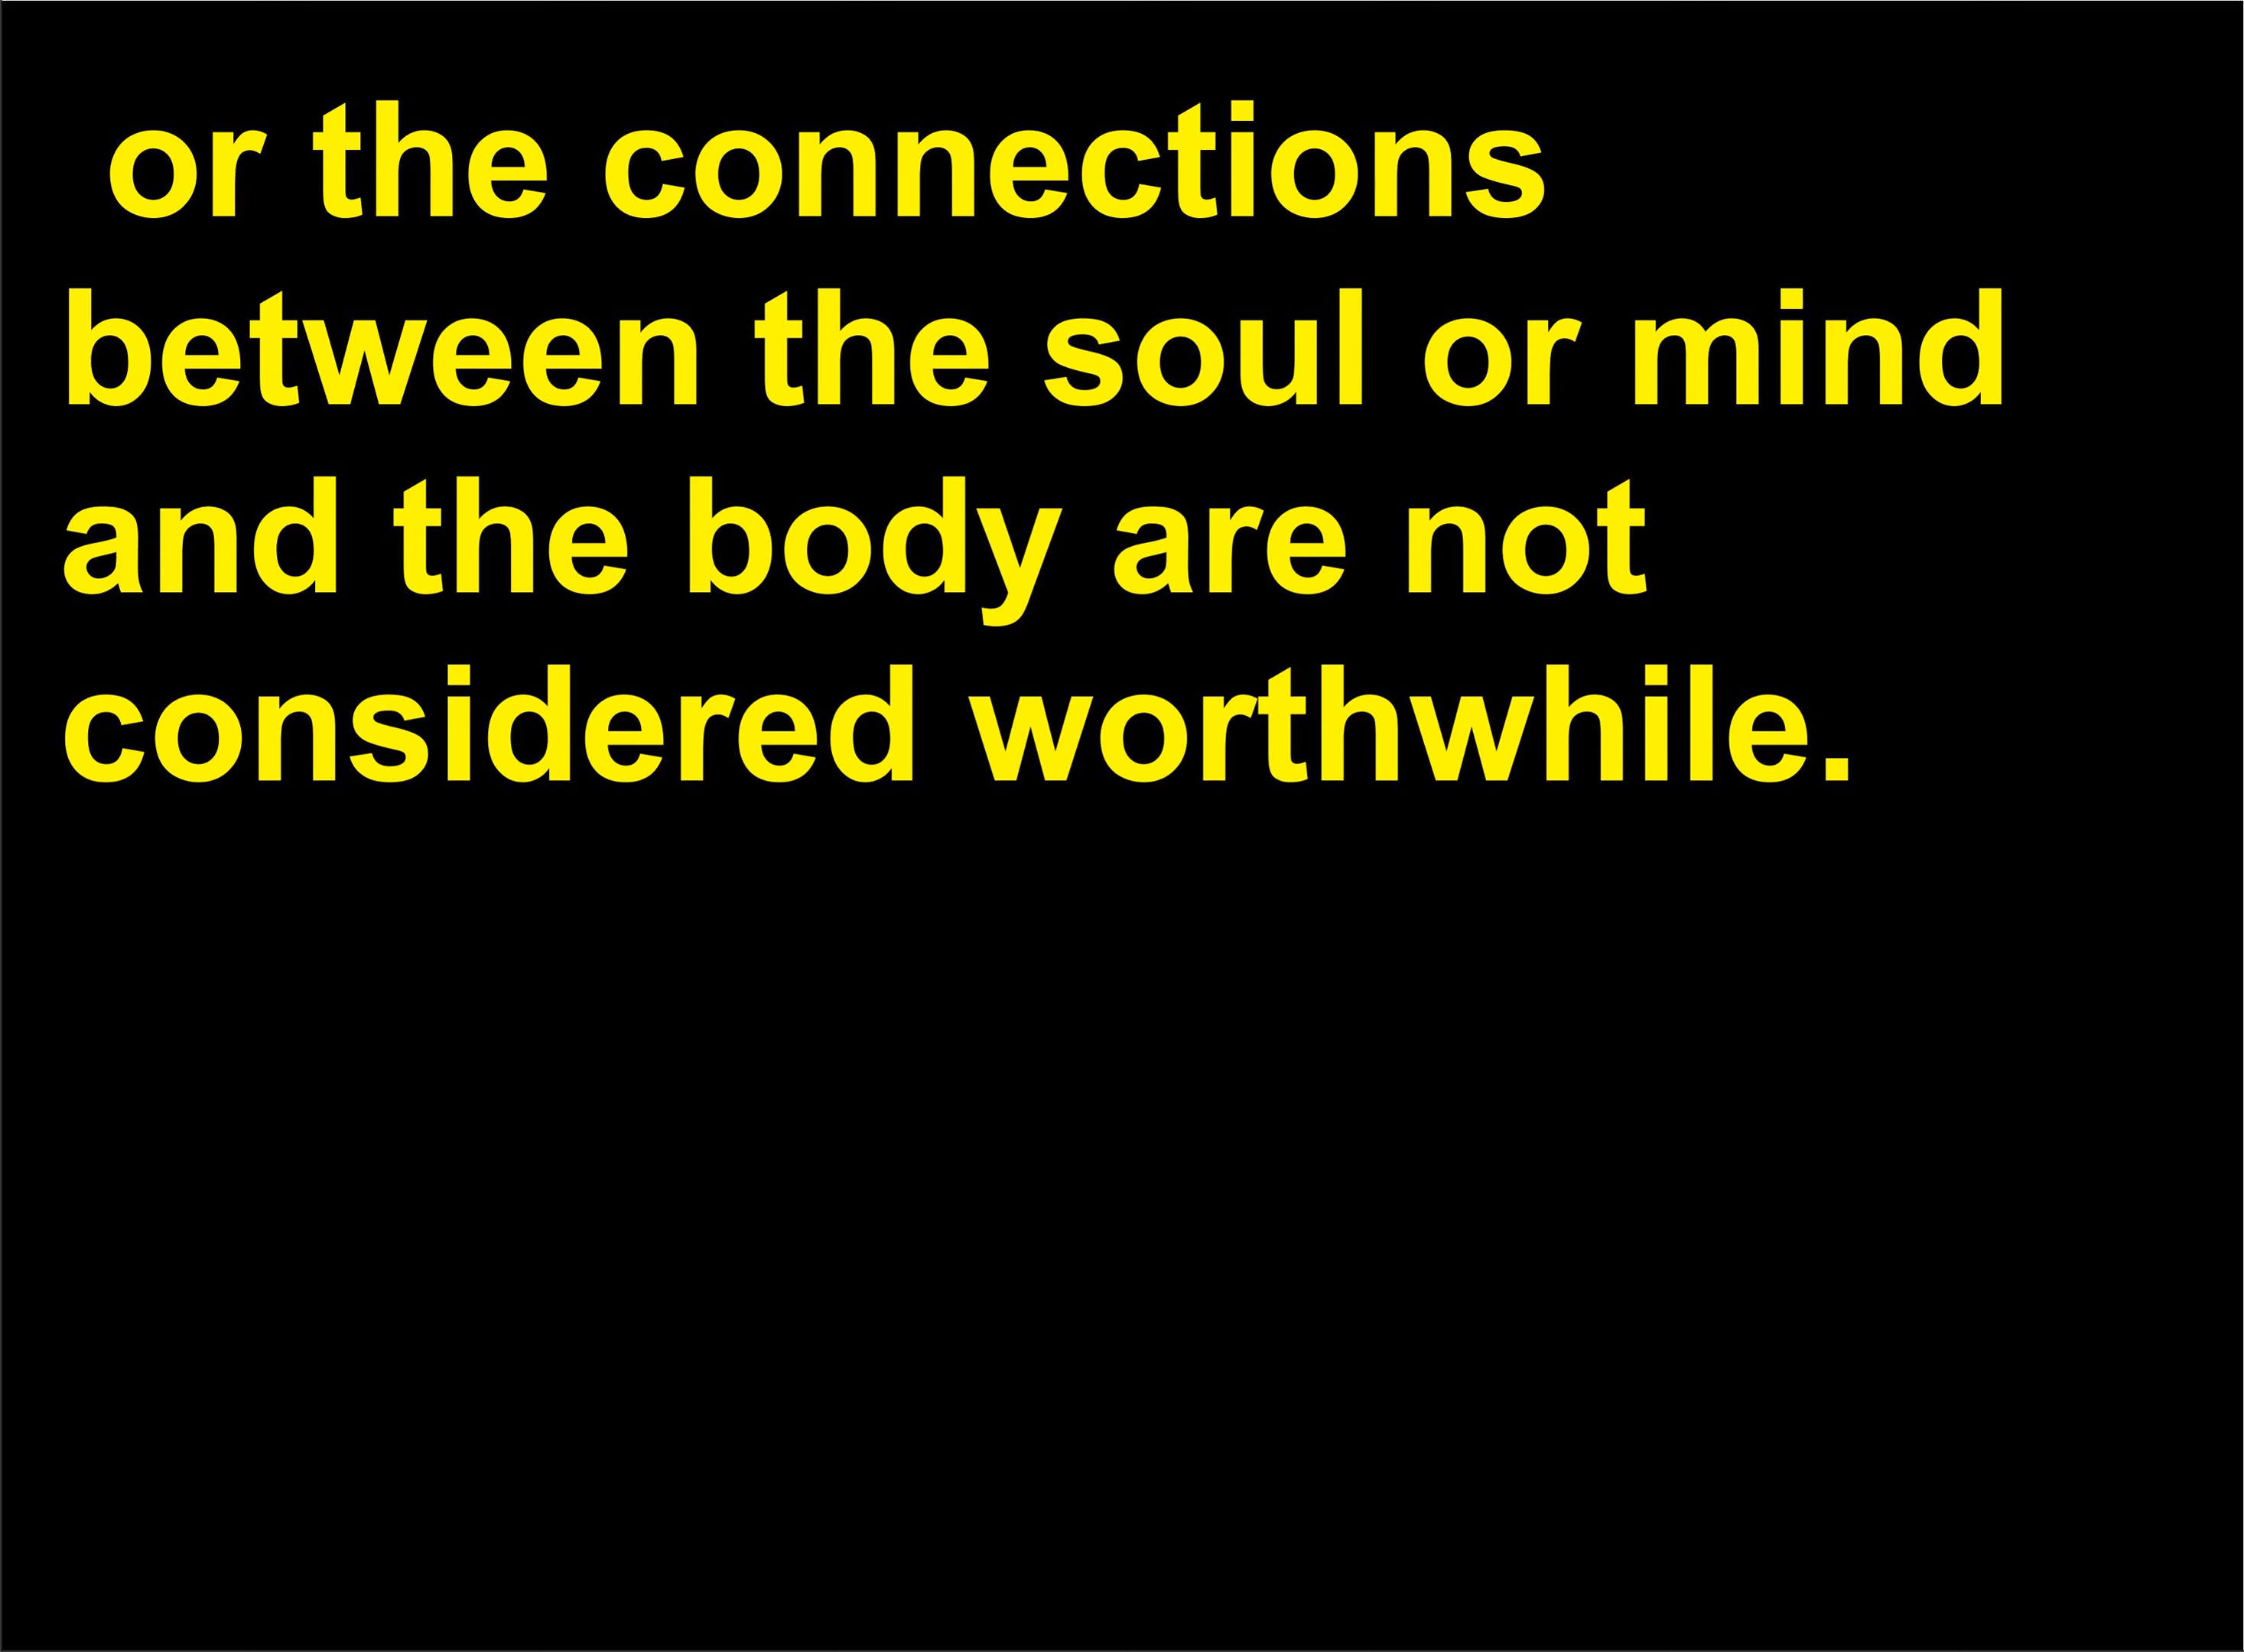 or the connections
between the soul or mind
and the body are not
considered worthwhile.